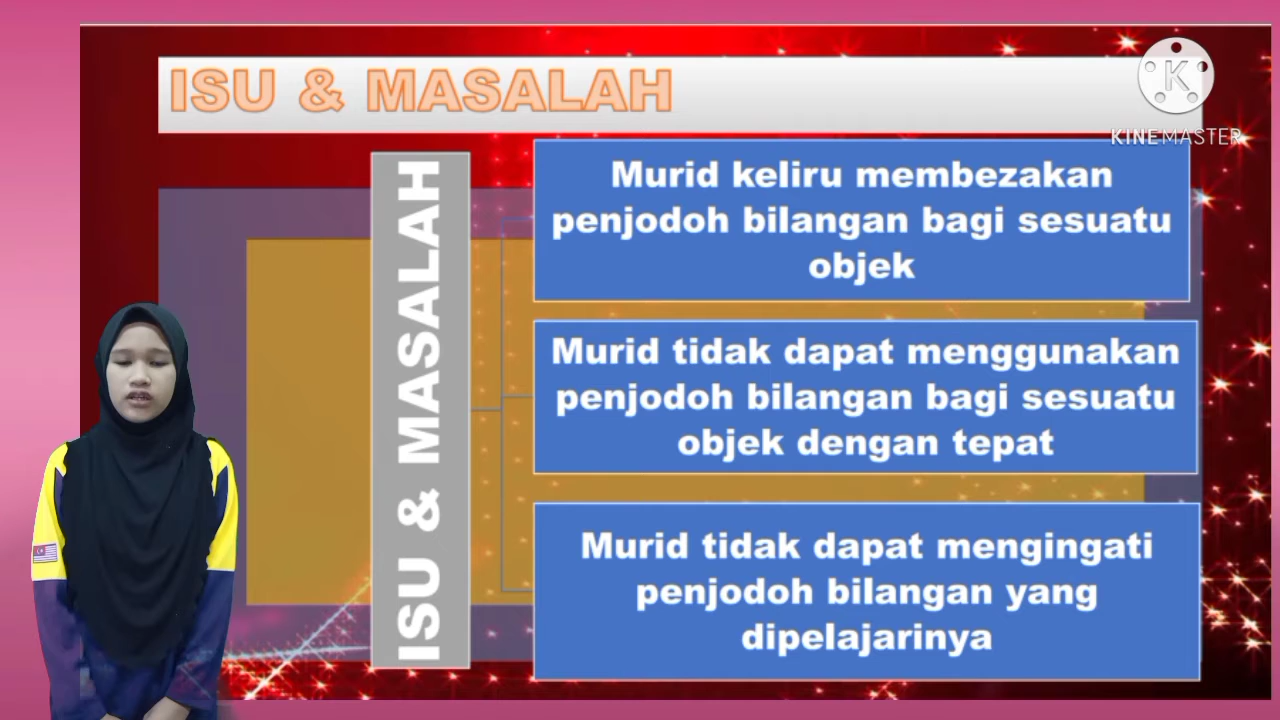 ISU & MASALAH
K
KINEMASTER
ISU & MASALAH
Murid keliru membezakan
penjodoh bilangan bagi sesuatu
objek
Murid tidak dapat menggunakan
penjodoh bilangan bagi sesuatu
objek dengan tepat
Murid tidak dapat mengingati
penjodoh bilangan yang
dipelajarinya